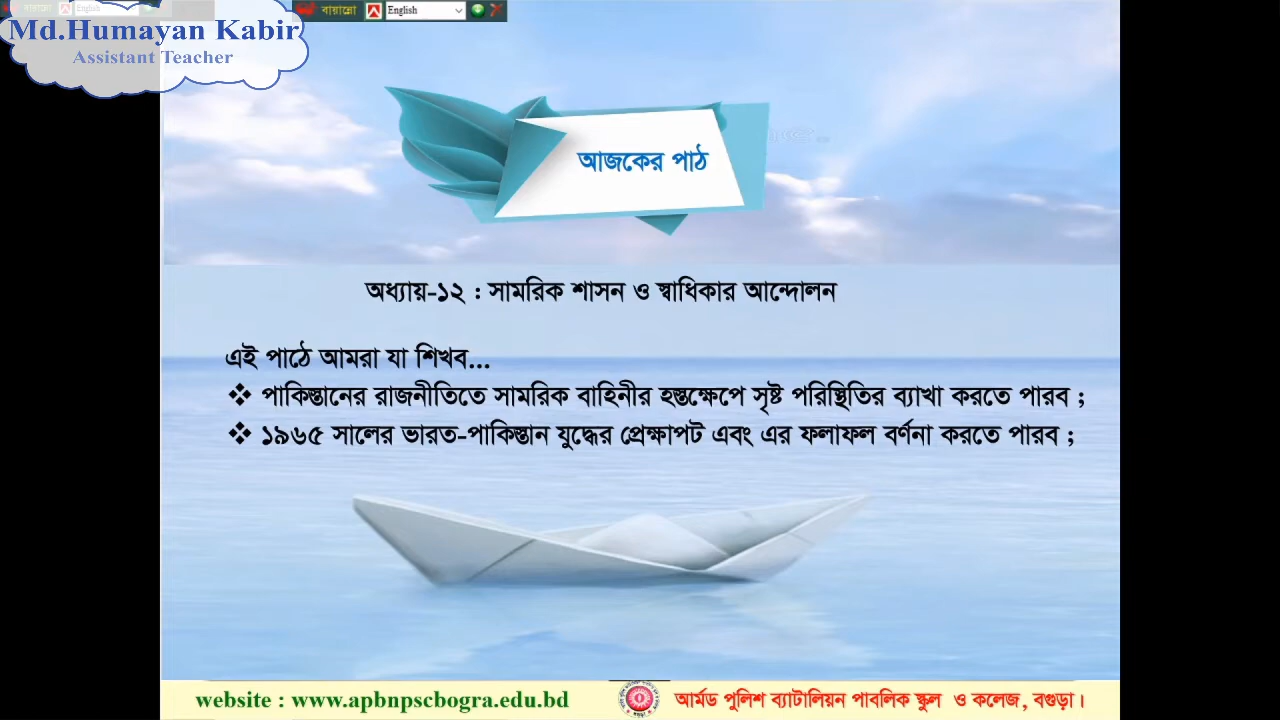 বায়ান্নো English
Md.Humayan Kabir
Assistant Teacher
আজকের পাঠ
অধ্যায়-১২ : সামরিক শাসন ও স্বাধিকার আন্দোলন
এই পাঠে আমরা যা শিখব...
❖ পাকিস্তানের রাজনীতিতে সামরিক বাহিনীর হস্তক্ষেপে সৃষ্ট পরিস্থিতির ব্যাখা করতে পারব ;
❖ ১৯৬৫ সালের ভারত-পাকিস্তান যুদ্ধের প্রেক্ষাপট এবং এর ফলাফল বর্ণনা করতে পারব ;
website : www.apbnpscbogra.edu.bd
আর্মড পুলিশ ব্যাটালিয়ন পাবলিক স্কুল ও কলেজ, বগুড়া।